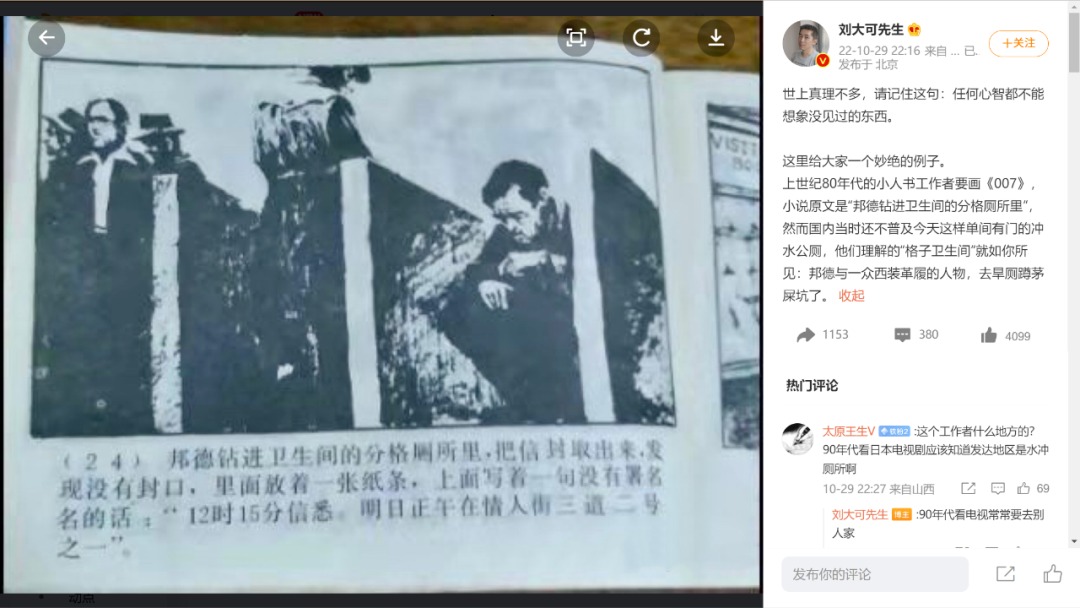 VISIT
（24） 邦德钻进卫生间的分格厕所里，把信封取出来，发
现没有封口，里面放着一张纸条，上面写着一句没有署名
名的话：“12时15分信悉。明日正午在情人街三道二号
之一”。
刘大可先生
+关注
22-10-29 22:16 来自 ... 已.
发布于 北京
世上真理不多，请记住这句：任何心智都不能
想象没见过的东西。
这里给大家一个妙绝的例子。
上世纪80年代的小人书工作者要画《007》，
小说原文是“邦德钻进卫生间的分格厕所里”，
然而国内当时还不普及今天这样单间有门的冲
水公厕，他们理解的“格子卫生间”就如你所
见：邦德与一众西装革履的人物，去旱厕蹲茅
屎坑了。 收起
1153
380
4099
热门评论
太原王生V 铁粉2 :这个工作者什么地方的？
90年代看日本电视剧应该知道发达地区是水冲
厕所啊
10-29 22:27 来自山西
69
刘大可先生 博主 :90年代看电视常常要去别
人家
发布你的评论